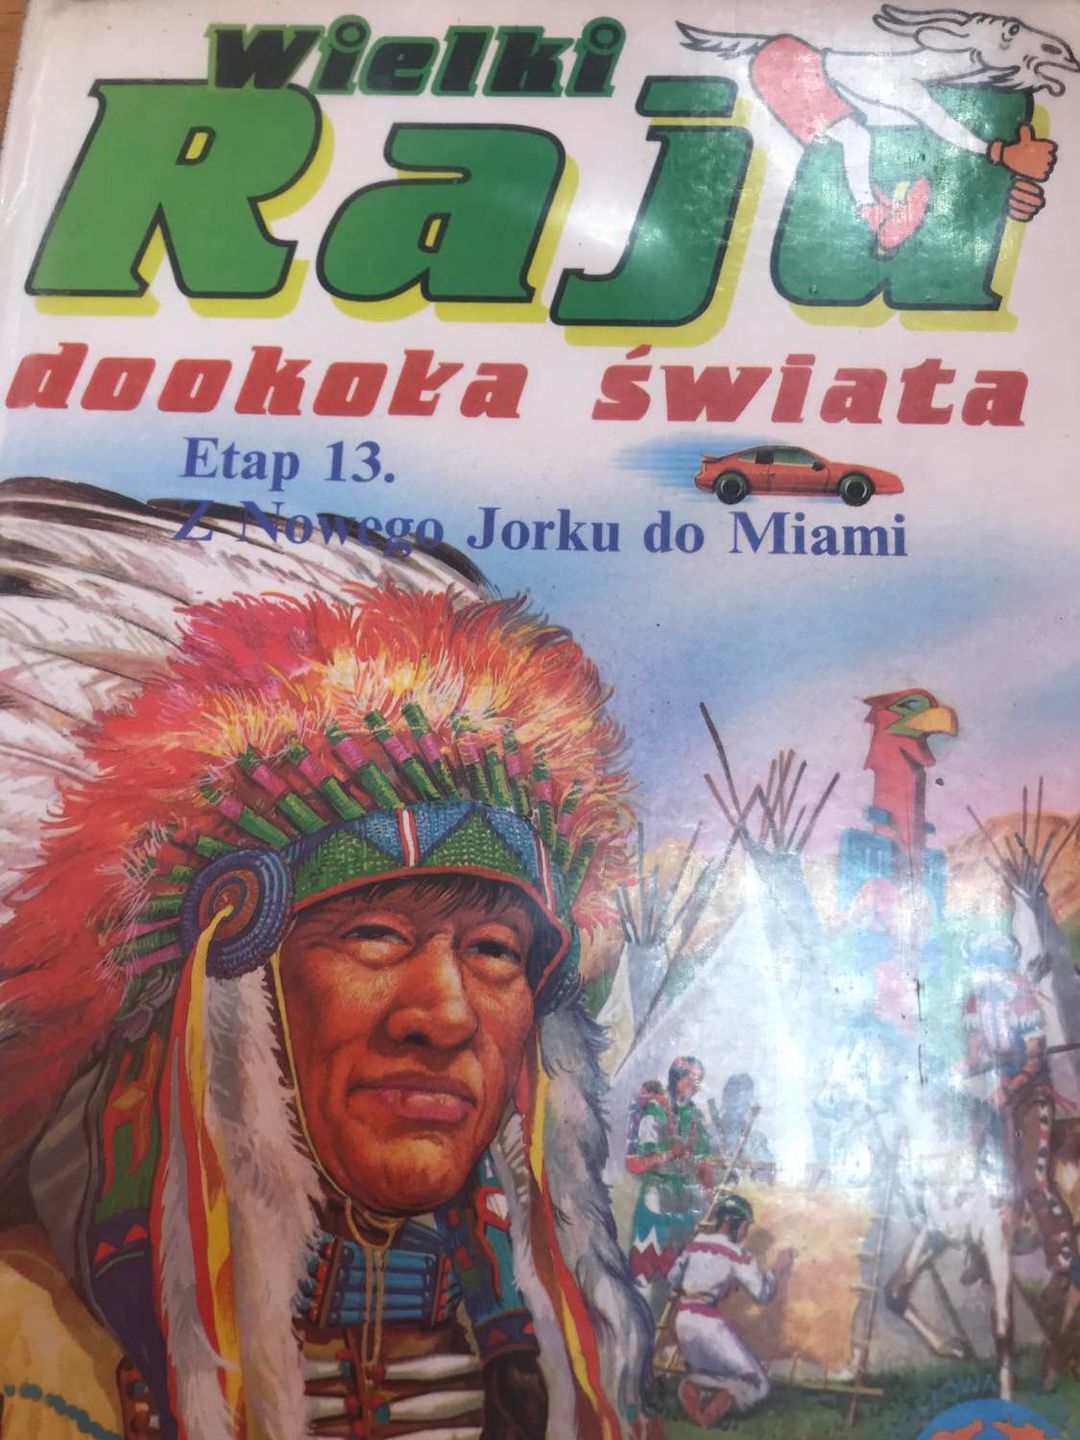 Wielki
Rajd
dookoła świata
Etap 13.
Z Nowego Jorku do Miami